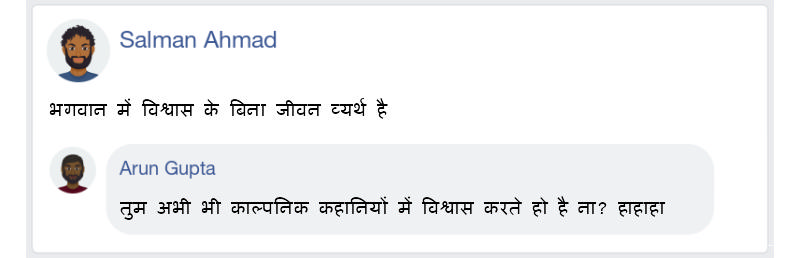 Salman Ahmad
भगवान में विश्वास के बिना जीवन व्यर्थ है
Arun Gupta
तुम अभी भी काल्पनिक कहानियों में विश्वास करते हो है ना? हाहाहा